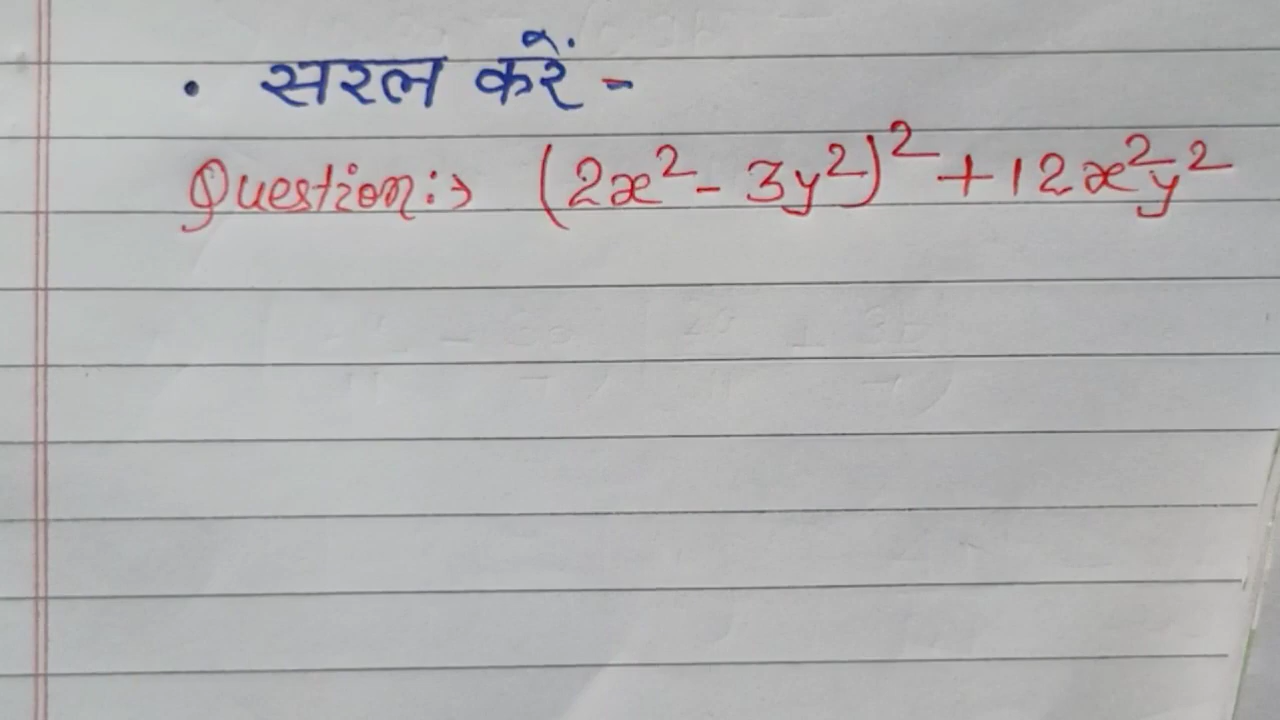 • सरल करें -
Question:→ (2x² - 3y²)² + 12x²y²